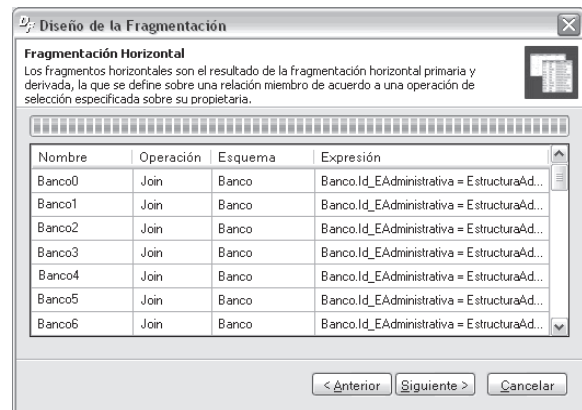 Diseño de la Fragmentación
Fragmentación Horizontal
Los fragmentos horizontales son el resultado de la fragmentación horizontal primaria y
derivada, la que se define sobre una relación miembro de acuerdo a una operación de
selección especificada sobre su propietaria.
Nombre Operación Esquema Expresión
Banco0 Join Banco Banco.Id_EAdministrativa = EstructuraAd...
Banco1 Join Banco Banco.Id_EAdministrativa = EstructuraAd...
Banco2 Join Banco Banco.Id_EAdministrativa = EstructuraAd...
Banco3 Join Banco Banco.Id_EAdministrativa = EstructuraAd...
Banco4 Join Banco Banco.Id_EAdministrativa = EstructuraAd...
Banco5 Join Banco Banco.Id_EAdministrativa = EstructuraAd...
Banco6 Join Banco Banco.Id_EAdministrativa = EstructuraAd...
< Anterior Siguiente > Cancelar